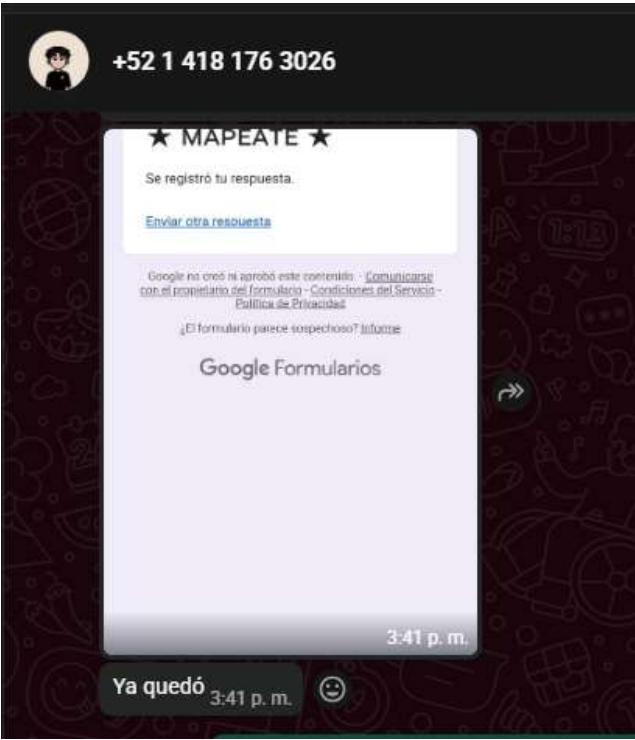 +52 1 418 176 3026
★ MAPEATE ★
Se registró tu respuesta.
Enviar otra respuesta
Google no creó ni aprobó este contenido. - Comunicarse
con el propietario del formulario - Condiciones del Servicio -
Política de Privacidad
¿El formulario parece sospechoso? Informe
Google Formularios
3:41 p. m.
Ya quedó 3:41 p. m.